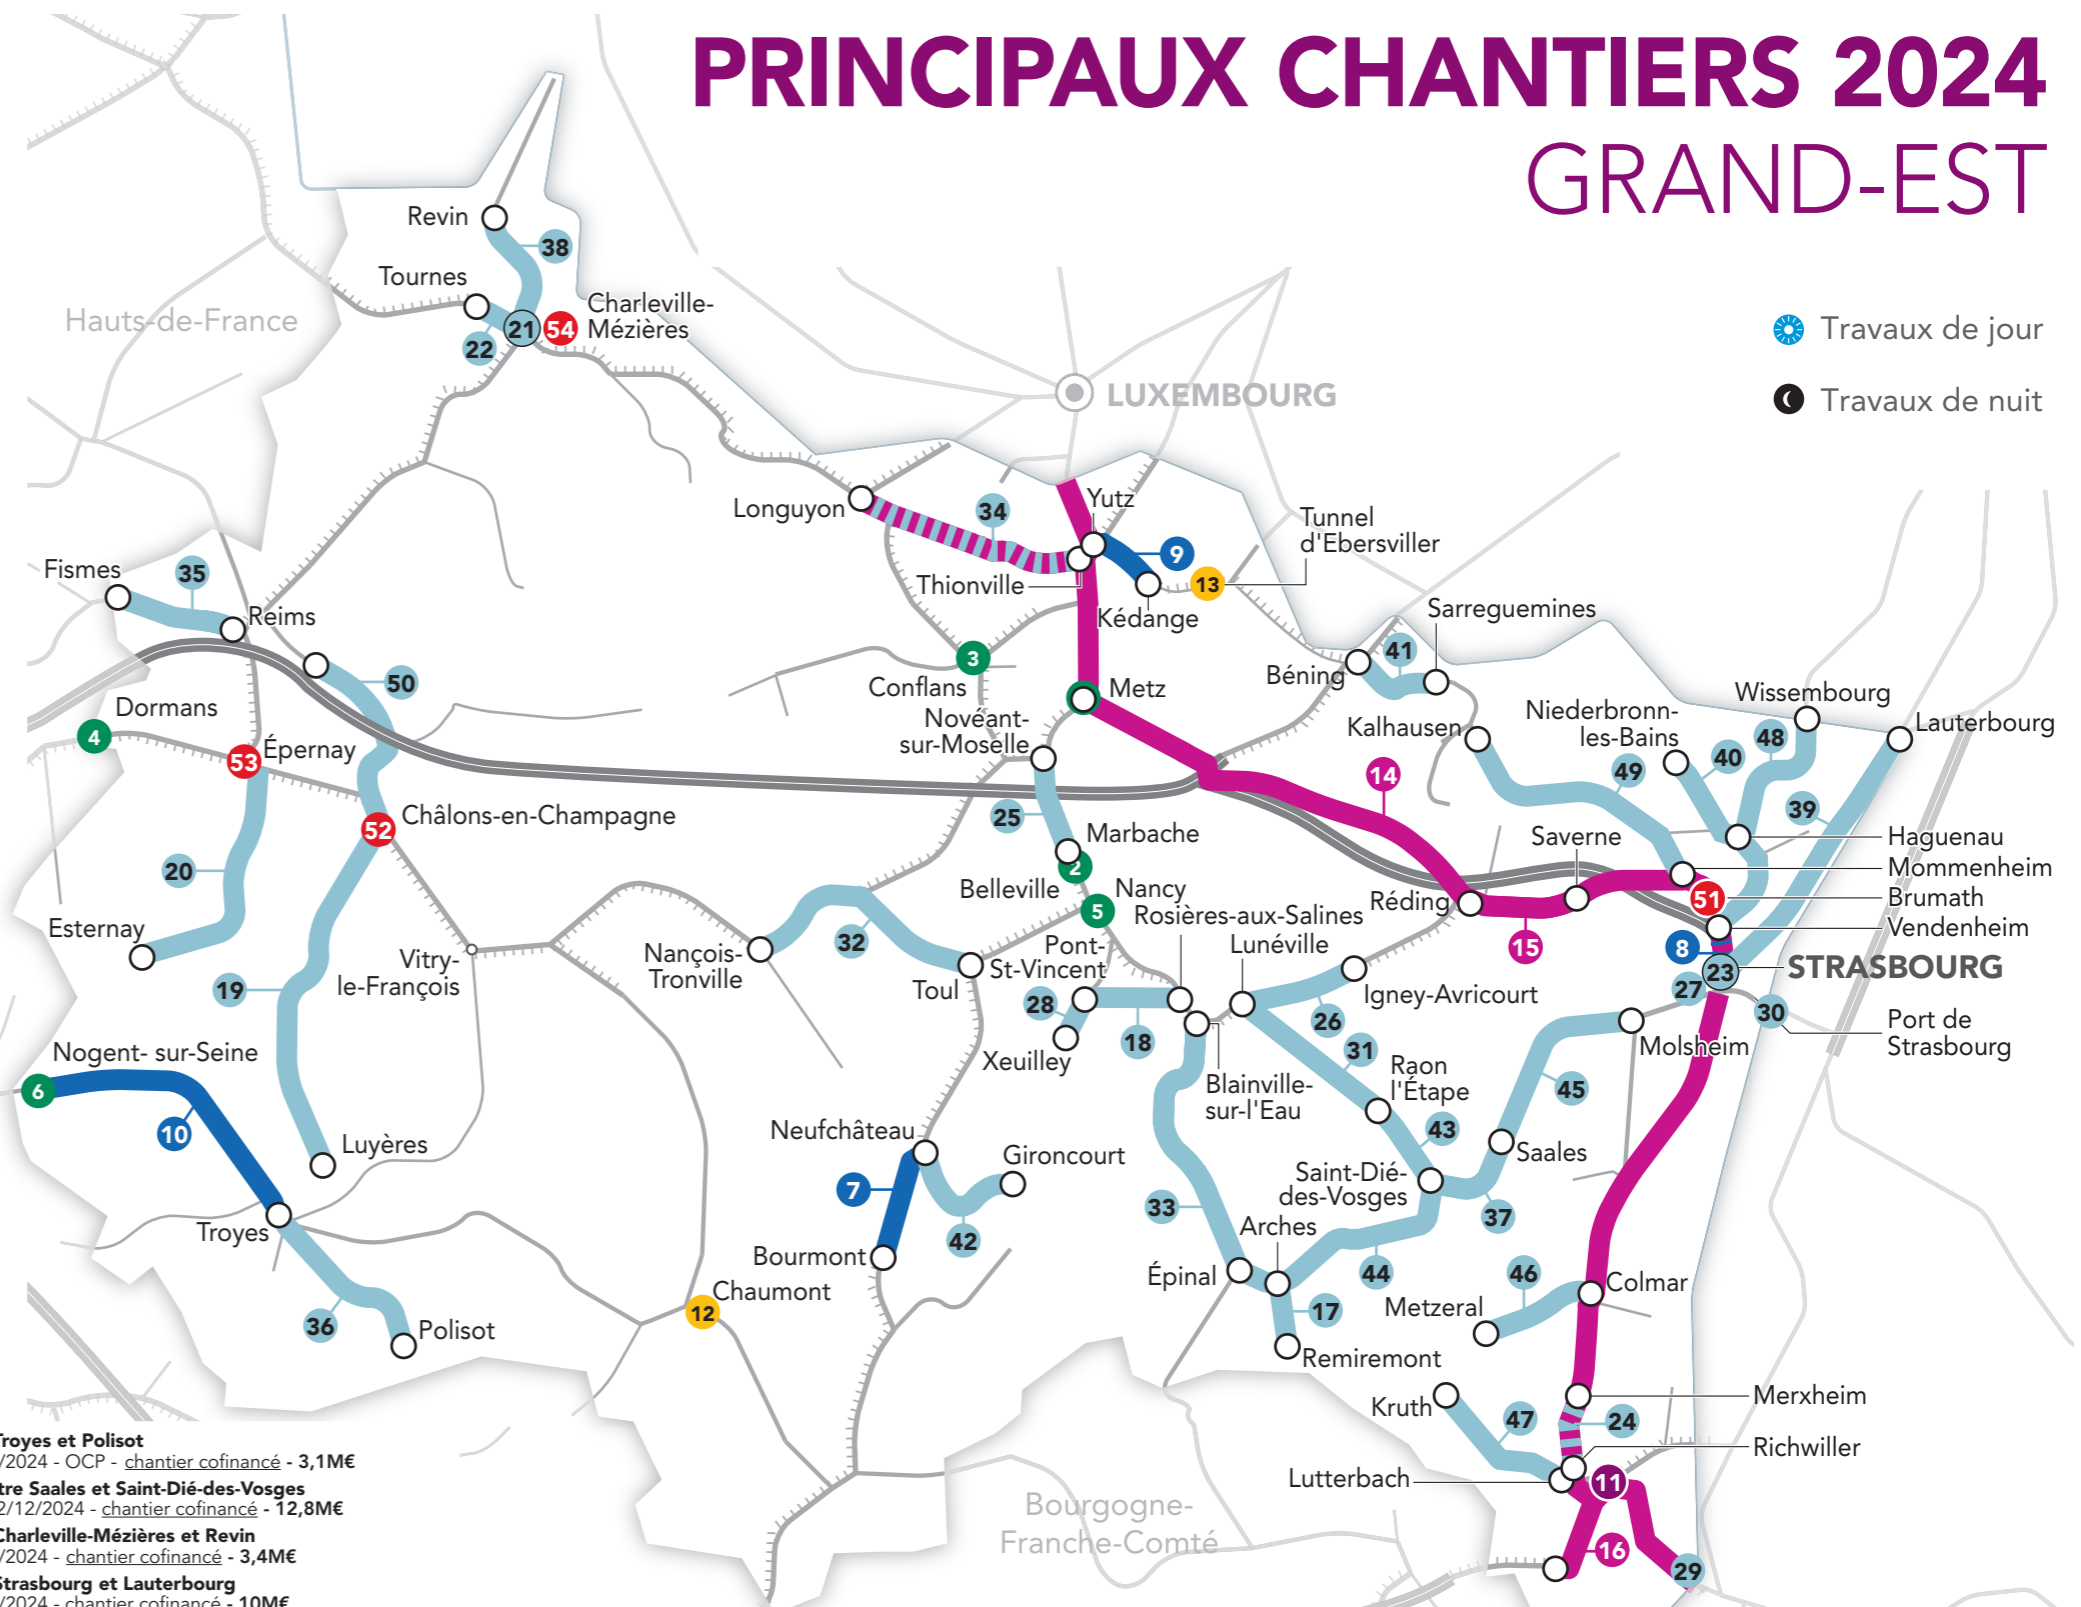 PRINCIPAUX CHANTIERS 2024
GRAND-EST
Travaux de jour
Travaux de nuit
Hauts-de-France
LUXEMBOURG
Revin
38
Tournes
22
21
54
Charleville-
Mézières
Longuyon
34
Yutz
9
Thionville
Kédange
13
Tunnel
d'Ebersviller
Fismes
35
Reims
50
3
Conflans
Metz
Béning
41
Sarreguemines
Kalhausen
Niederbronn-
les-Bains
Wissembourg
Lauterbourg
40
48
49
39
4
Dormans
53
Épernay
Novéant-
sur-Moselle
52
Châlons-en-Champagne
25
Marbache
2
Belleville
5
Nancy
14
Saverne
Réding
15
Haguenau
Mommenheim
51
Brumath
Vendenheim
8
23
STRASBOURG
27
30
Port de
Strasbourg
20
Esternay
19
Vitry-
le-François
Nançois-
Tronville
32
Toul
Rosières-aux-Salines
Lunéville
Pont-
St-Vincent
28
18
Xeuilley
26
Igney-Avricourt
31
Blainville-
sur-l'Eau
Raon
l'Étape
43
Molsheim
45
Saales
Saint-Dié-
des-Vosges
37
Nogent- sur-Seine
6
10
Luyères
Troyes
36
Polisot
Neufchâteau
7
Gironcourt
42
Bourmont
12
Chaumont
33
Arches
Épinal
44
17
Remiremont
46
Metzeral
Colmar
Kruth
47
24
Merxheim
Richwiller
Lutterbach
11
16
29
Bourgogne-
Franche-Comté
Troyes et Polisot
/2024 - OCP - chantier cofinancé - 3,1M€
tre Saales et Saint-Dié-des-Vosges
2/12/2024 - chantier cofinancé - 12,8M€
Charleville-Mézières et Revin
/2024 - chantier cofinancé - 3,4M€
Strasbourg et Lauterbourg
/2024 - chantier cofinancé - 10M€